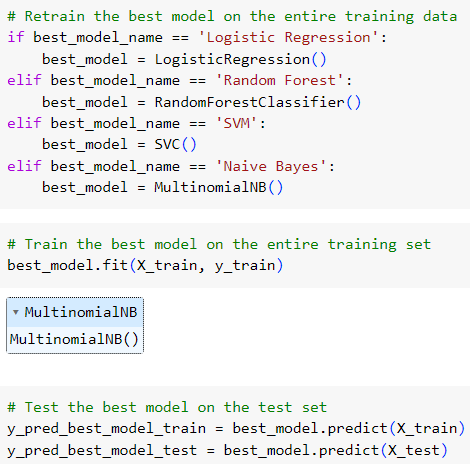 # Retrain the best model on the entire training data
if best_model_name == 'Logistic Regression':
    best_model = LogisticRegression()
elif best_model_name == 'Random Forest':
    best_model = RandomForestClassifier()
elif best_model_name == 'SVM':
    best_model = SVC()
elif best_model_name == 'Naive Bayes':
    best_model = MultinomialNB()
# Train the best model on the entire training set
best_model.fit(X_train, y_train)
▾ MultinomialNB
MultinomialNB()
# Test the best model on the test set
y_pred_best_model_train = best_model.predict(X_train)
y_pred_best_model_test = best_model.predict(X_test)